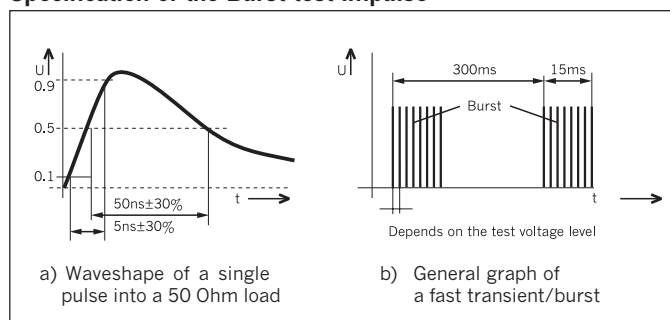 Specification of the Burst test impulse
U
0.9
0.5
0.1
50ns±30%
5ns±30%
t
a) Waveshape of a single
pulse into a 50 Ohm load
U
300ms
15ms
Burst
t
Depends on the test voltage level
b) General graph of
a fast transient/burst